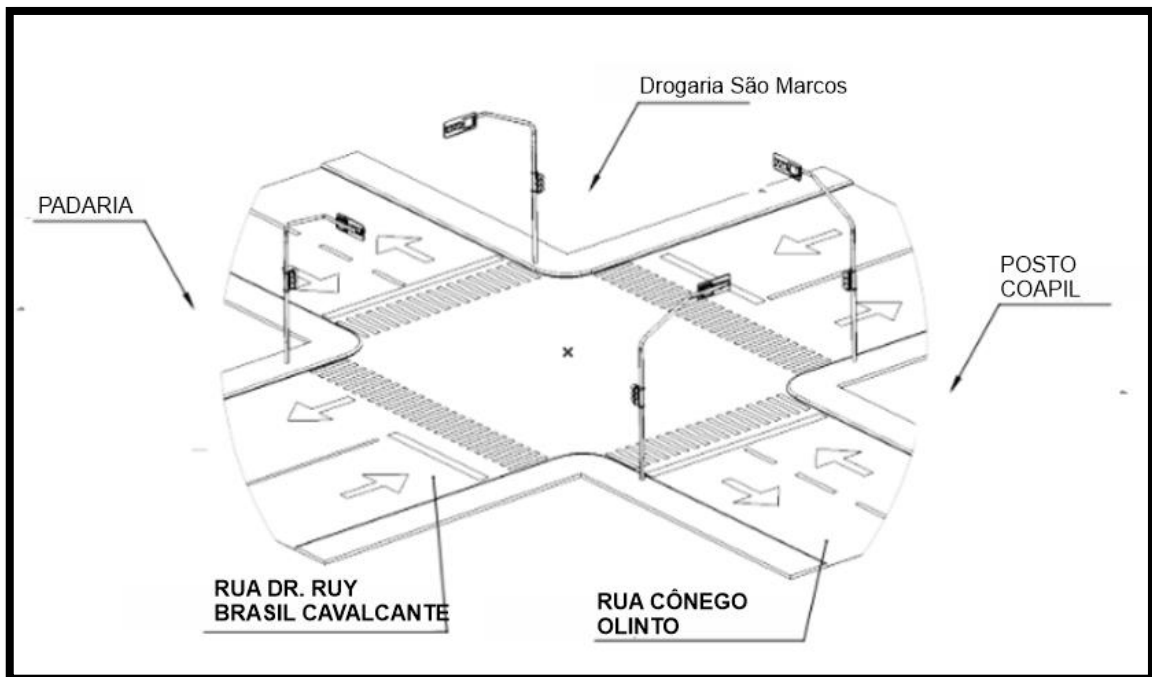 Drogaria São Marcos
PADARIA
POSTO
COAPIL
RUA DR. RUY
BRASIL CAVALCANTE
RUA CÔNEGO
OLINTO